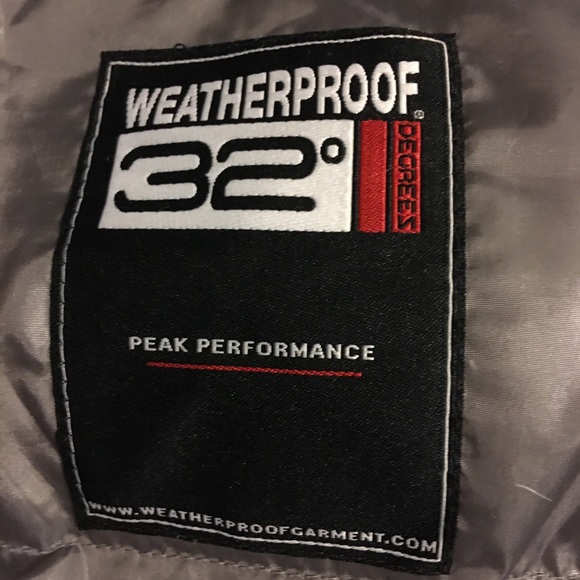 WEATHERPROOF®
32° DEGREES
PEAK PERFORMANCE
WWW.WEATHERPROOFGARMENT.COM